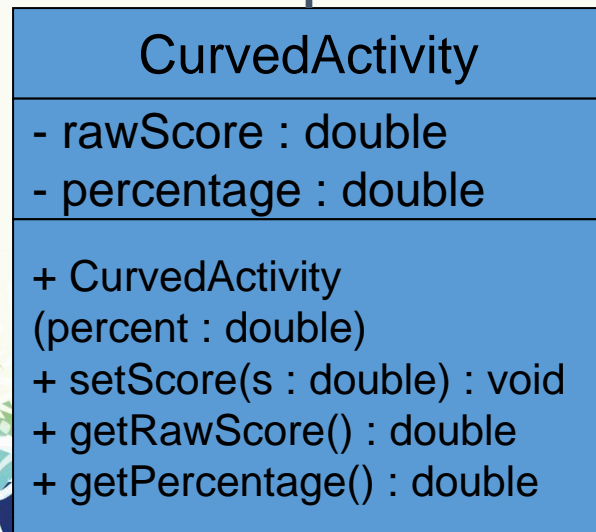 CurvedActivity
- rawScore : double
- percentage : double
+ CurvedActivity
(percent : double)
+ setScore(s : double) : void
+ getRawScore() : double
+ getPercentage() : double